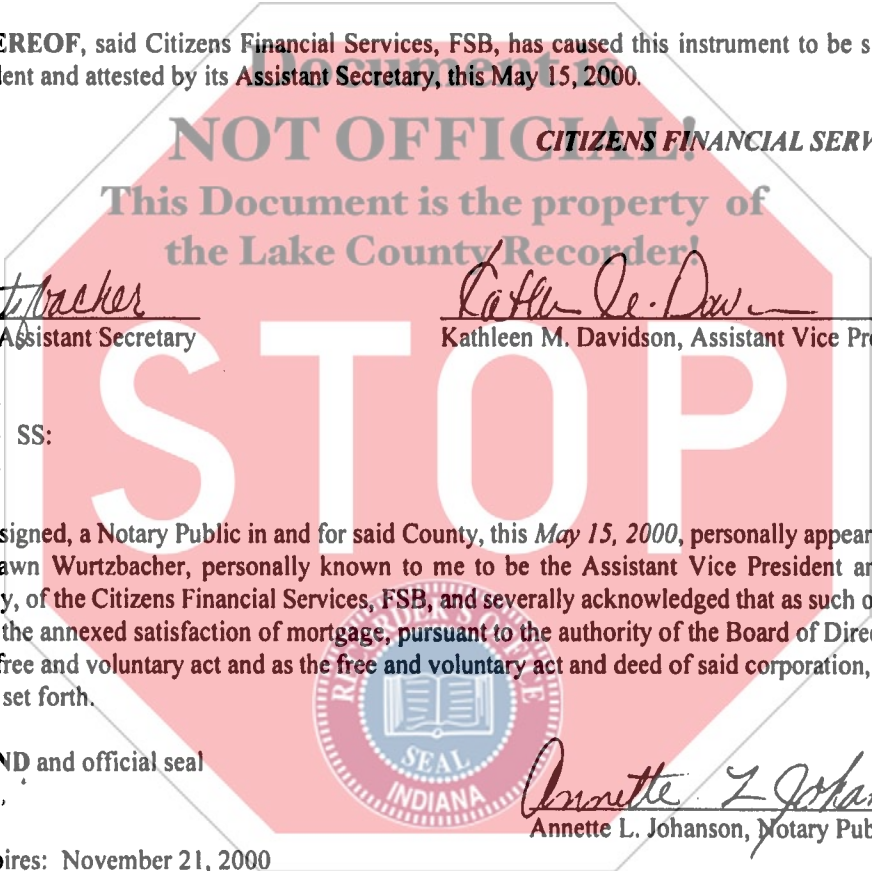 EREOF, said Citizens Financial Services, FSB, has caused this instrument to be s
dent and attested by its Assistant Secretary, this May 15, 2000.
Document is
NOT OFFICIAL!
CITIZENS FINANCIAL SERV
This Document is the property of
the Lake County Recorder!
Assistant Secretary
Kathleen M. Davidson, Assistant Vice Pre
STOP
SS:
signed, a Notary Public in and for said County, this May 15, 2000, personally appear
awn Wurtzbacher, personally known to me to be the Assistant Vice President an
y, of the Citizens Financial Services, FSB, and severally acknowledged that as such o
the annexed satisfaction of mortgage, pursuant to the authority of the Board of Dire
free and voluntary act and as the free and voluntary act and deed of said corporation,
set forth.
RECORDER'S OFFICE
SEAL
INDIANA
ND and official seal
Annette L Johan
Annette L. Johanson, Notary Pub
pires: November 21, 2000